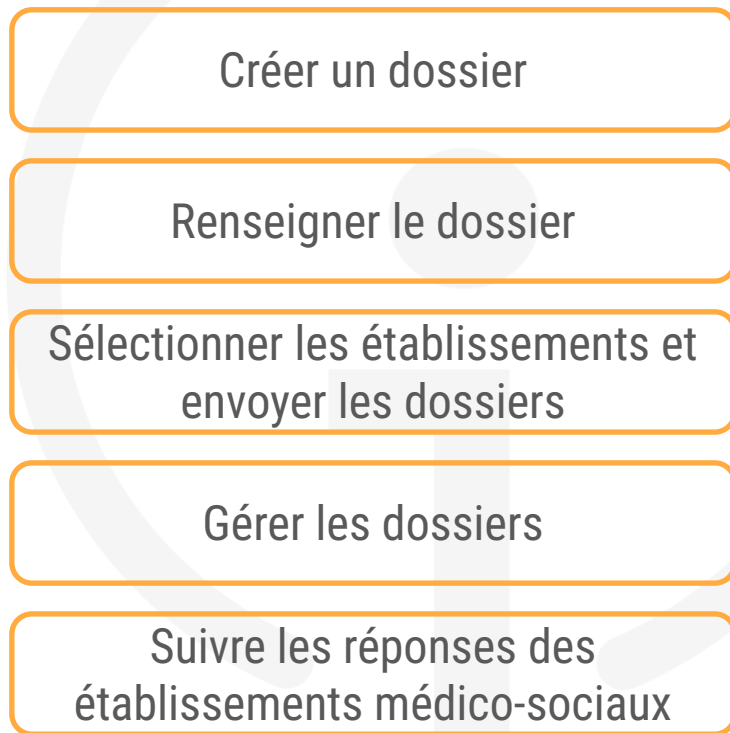 Créer un dossier
Renseigner le dossier
Sélectionner les établissements et
envoyer les dossiers
Gérer les dossiers
Suivre les réponses des
établissements médico-sociaux